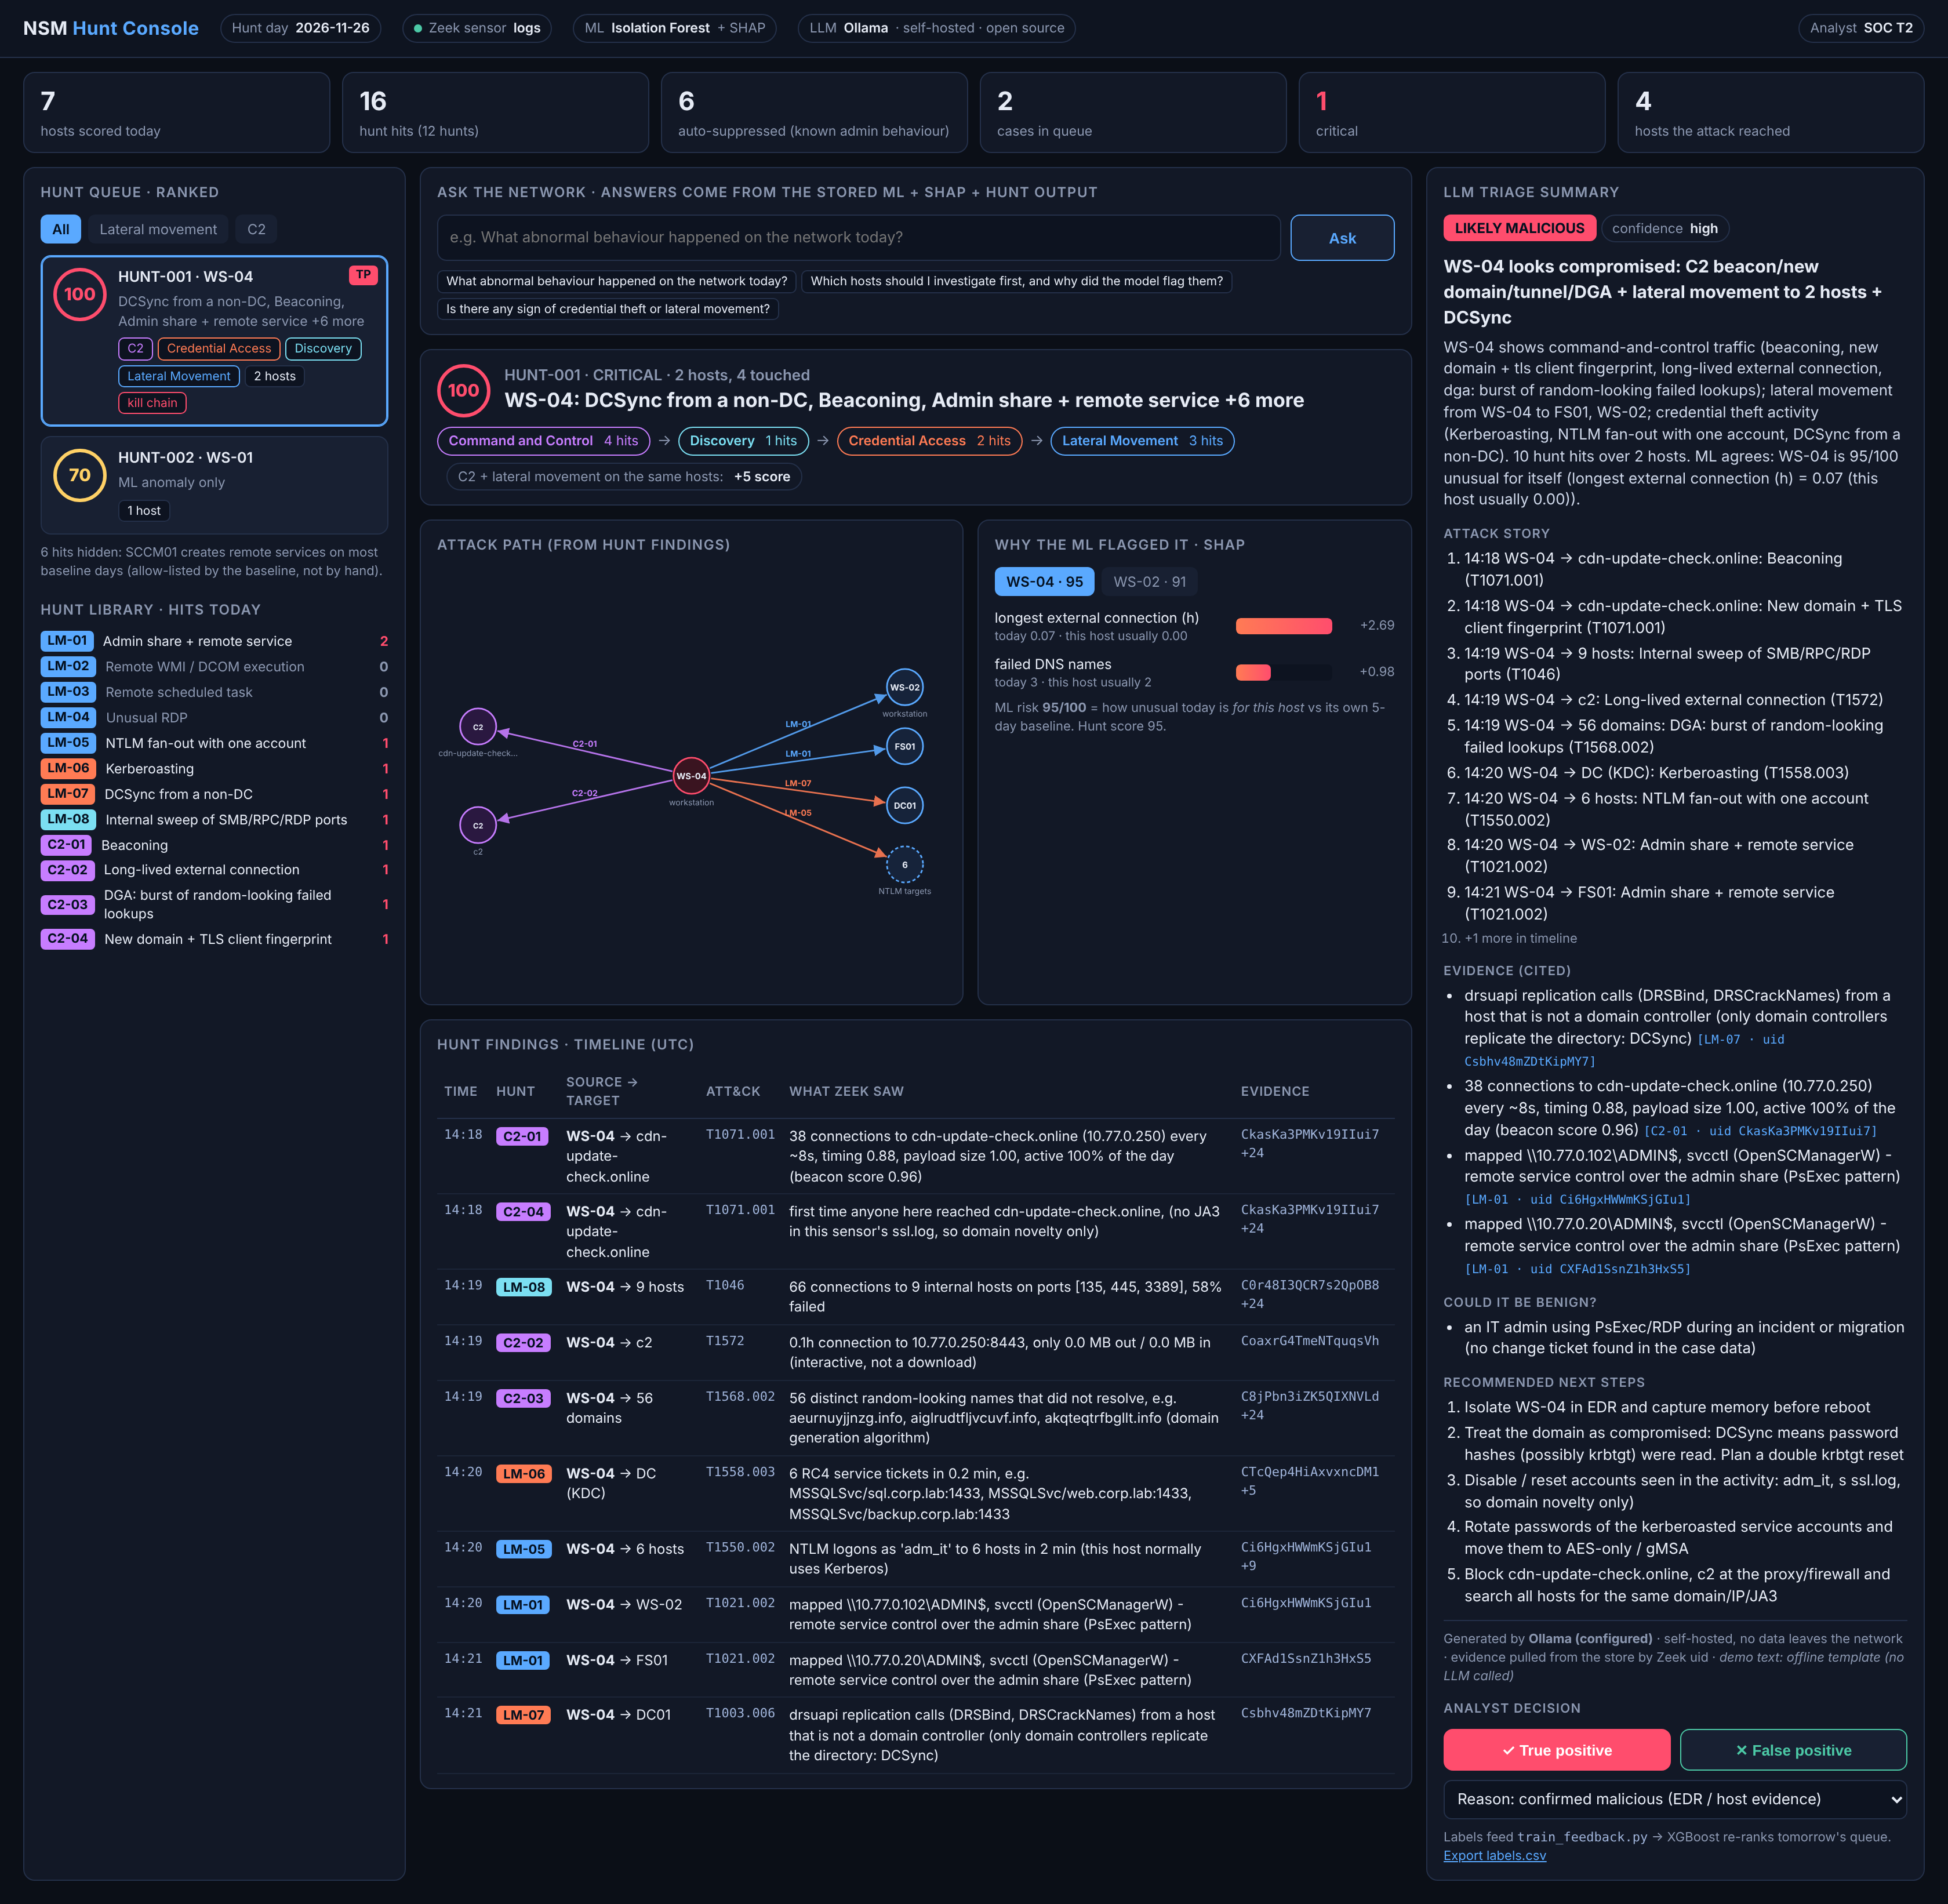 NSM Hunt Console
Hunt day 2026-11-26
Zeek sensor logs
ML Isolation Forest + SHAP
LLM Ollama · self-hosted · open source
Analyst SOC T2
7
hosts scored today
16
hunt hits (12 hunts)
6
auto-suppressed (known admin behaviour)
2
cases in queue
1
critical
4
hosts the attack reached
HUNT QUEUE · RANKED
All
Lateral movement
C2
100
HUNT-001 · WS-04
TP
DCSync from a non-DC, Beaconing,
Admin share + remote service +6 more
C2
Credential Access
Discovery
Lateral Movement
2 hosts
kill chain
70
HUNT-002 · WS-01
ML anomaly only
1 host
6 hits hidden: SCCM01 creates remote services on most
baseline days (allow-listed by the baseline, not by hand).
HUNT LIBRARY · HITS TODAY
LM-01 Admin share + remote service 2
LM-02 Remote WMI / DCOM execution 0
LM-03 Remote scheduled task 0
LM-04 Unusual RDP 0
LM-05 NTLM fan-out with one account 1
LM-06 Kerberoasting 1
LM-07 DCSync from a non-DC 1
LM-08 Internal sweep of SMB/RPC/RDP ports 1
C2-01 Beaconing 1
C2-02 Long-lived external connection 1
C2-03 DGA: burst of random-looking failed
lookups 1
C2-04 New domain + TLS client fingerprint 1
ASK THE NETWORK · ANSWERS COME FROM THE STORED ML + SHAP + HUNT OUTPUT
e.g. What abnormal behaviour happened on the network today?
Ask
What abnormal behaviour happened on the network today?
Which hosts should I investigate first, and why did the model flag them?
Is there any sign of credential theft or lateral movement?
100
HUNT-001 · CRITICAL · 2 hosts, 4 touched
WS-04: DCSync from a non-DC, Beaconing, Admin share + remote service +6 more
Command and Control 4 hits → Discovery 1 hits → Credential Access 2 hits → Lateral Movement 3 hits
C2 + lateral movement on the same hosts: +5 score
ATTACK PATH (FROM HUNT FINDINGS)
C2
cdn-update-check...
C2
c2
C2-01
C2-02
WS-04
workstation
LM-01
LM-01
LM-07
LM-05
WS-02
workstation
FS01
DC01
6
NTLM targets
WHY THE ML FLAGGED IT · SHAP
WS-04 · 95
WS-02 · 91
longest external connection (h)
today 0.07 · this host usually 0.00
+2.69
failed DNS names
today 3 · this host usually 2
+0.98
ML risk 95/100 = how unusual today is for this host vs its own 5-
day baseline. Hunt score 95.
HUNT FINDINGS · TIMELINE (UTC)
TIME HUNT SOURCE → TARGET ATT&CK WHAT ZEEK SAW EVIDENCE
14:18 C2-01 WS-04 → cdn-
update-
check.online
T1071.001
38 connections to cdn-update-check.online (10.77.0.250) every
~8s, timing 0.88, payload size 1.00, active 100% of the day
(beacon score 0.96)
CkasKa3PMKv19IIui7
+24
14:18 C2-04 WS-04 → cdn-
update-
check.online
T1071.001
first time anyone here reached cdn-update-check.online, (no JA3
in this sensor's ssl.log, so domain novelty only)
CkasKa3PMKv19IIui7
+24
14:19 LM-08 WS-04 → 9 hosts T1046
66 connections to 9 internal hosts on ports [135, 445, 3389], 58%
failed
C0r48I3QCR7s2QpOB8
+24
14:19 C2-02 WS-04 → c2 T1572
0.1h connection to 10.77.0.250:8443, only 0.0 MB out / 0.0 MB in
(interactive, not a download)
CoaxrG4TmeNTquqsVh
14:19 C2-03 WS-04 → 56
domains
T1568.002
56 distinct random-looking names that did not resolve, e.g.
aeurnuyjjnzg.info, aiglrudtfljvcuvf.info, akqteqtrfbgllt.info (domain
generation algorithm)
C8jPbn3iZK5QIXNVLd
+24
14:20 LM-06 WS-04 → DC
(KDC)
T1558.003
6 RC4 service tickets in 0.2 min, e.g.
MSSQLSvc/sql.corp.lab:1433, MSSQLSvc/web.corp.lab:1433,
MSSQLSvc/backup.corp.lab:1433
CTcQep4HiAxvxncDM1
+5
14:20 LM-05 WS-04 → 6 hosts T1550.002
NTLM logons as 'adm_it' to 6 hosts in 2 min (this host normally
uses Kerberos)
Ci6HgxHWWmKSjGIu1
+9
14:20 LM-01 WS-04 → WS-02 T1021.002
mapped \\10.77.0.102\ADMIN$, svcctl (OpenSCManagerW) -
remote service control over the admin share (PsExec pattern)
Ci6HgxHWWmKSjGIu1
14:21 LM-01 WS-04 → FS01 T1021.002
mapped \\10.77.0.20\ADMIN$, svcctl (OpenSCManagerW) -
remote service control over the admin share (PsExec pattern)
CXFAd1SsnZ1h3HxS5
14:21 LM-07 WS-04 → DC01 T1003.006
drsuapi replication calls (DRSBind, DRSCrackNames) from a host
that is not a domain controller (only domain controllers replicate
the directory: DCSync)
Csbhv48mZDtKipMY7
LLM TRIAGE SUMMARY
LIKELY MALICIOUS
confidence high
WS-04 looks compromised: C2 beacon/new
domain/tunnel/DGA + lateral movement to 2 hosts +
DCSync
WS-04 shows command-and-control traffic (beaconing, new
domain + tls client fingerprint, long-lived external connection,
dga: burst of random-looking failed lookups); lateral movement
from WS-04 to FS01, WS-02; credential theft activity
(Kerberoasting, NTLM fan-out with one account, DCSync from a
non-DC). 10 hunt hits over 2 hosts. ML agrees: WS-04 is 95/100
unusual for itself (longest external connection (h) = 0.07 (this
host usually 0.00)).
ATTACK STORY
1. 14:18 WS-04 → cdn-update-check.online: Beaconing
(T1071.001)
2. 14:18 WS-04 → cdn-update-check.online: New domain + TLS
client fingerprint (T1071.001)
3. 14:19 WS-04 → 9 hosts: Internal sweep of SMB/RPC/RDP
ports (T1046)
4. 14:19 WS-04 → c2: Long-lived external connection (T1572)
5. 14:19 WS-04 → 56 domains: DGA: burst of random-looking
failed lookups (T1568.002)
6. 14:20 WS-04 → DC (KDC): Kerberoasting (T1558.003)
7. 14:20 WS-04 → 6 hosts: NTLM fan-out with one account
(T1550.002)
8. 14:20 WS-04 → WS-02: Admin share + remote service
(T1021.002)
9. 14:21 WS-04 → FS01: Admin share + remote service
(T1021.002)
10. +1 more in timeline
EVIDENCE (CITED)
• drsuapi replication calls (DRSBind, DRSCrackNames) from a
host that is not a domain controller (only domain controllers
replicate the directory: DCSync) [LM-07 · uid
Csbhv48mZDtKipMY7]
• 38 connections to cdn-update-check.online (10.77.0.250)
every ~8s, timing 0.88, payload size 1.00, active 100% of the
day (beacon score 0.96) [C2-01 · uid CkasKa3PMKv19IIui7]
• mapped \\10.77.0.102\ADMIN$, svcctl (OpenSCManagerW) -
remote service control over the admin share (PsExec pattern)
[LM-01 · uid Ci6HgxHWWmKSjGIu1]
• mapped \\10.77.0.20\ADMIN$, svcctl (OpenSCManagerW) -
remote service control over the admin share (PsExec pattern)
[LM-01 · uid CXFAd1SsnZ1h3HxS5]
COULD IT BE BENIGN?
• an IT admin using PsExec/RDP during an incident or migration
(no change ticket found in the case data)
RECOMMENDED NEXT STEPS
1. Isolate WS-04 in EDR and capture memory before reboot
2. Treat the domain as compromised: DCSync means password
hashes (possibly krbtgt) were read. Plan a double krbtgt reset
3. Disable / reset accounts seen in the activity: adm_it, s ssl.log,
so domain novelty only)
4. Rotate passwords of the kerberoasted service accounts and
move them to AES-only / gMSA
5. Block cdn-update-check.online, c2 at the proxy/firewall and
search all hosts for the same domain/IP/JA3
Generated by Ollama (configured) · self-hosted, no data leaves the network
· evidence pulled from the store by Zeek uid · demo text: offline template (no
LLM called)
ANALYST DECISION
✓ True positive
✕ False positive
Reason: confirmed malicious (EDR / host evidence)
Labels feed train_feedback.py → XGBoost re-ranks tomorrow's queue.
Export labels.csv